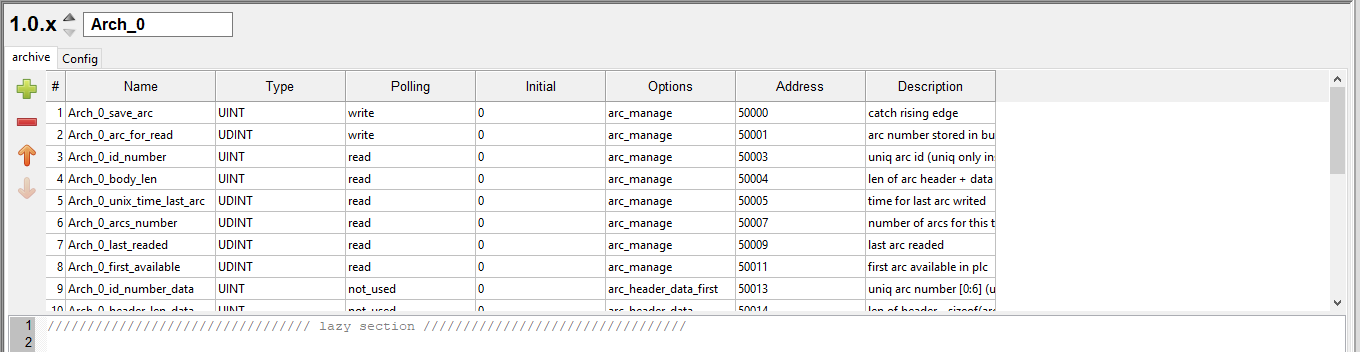 1.0.x Arch_0
archive Config
# Name Type Polling Initial Options Address Description
1 Arch_0_save_arc UINT write 0 arc_manage 50000 catch rising edge
2 Arch_0_arc_for_read UDINT write 0 arc_manage 50001 arc number stored in bu
3 Arch_0_id_number UINT read 0 arc_manage 50003 uniq arc id (uniq only in
4 Arch_0_body_len UINT read 0 arc_manage 50004 len of arc header + data
5 Arch_0_unix_time_last_arc UDINT read 0 arc_manage 50005 time for last arc writed
6 Arch_0_arcs_number UDINT read 0 arc_manage 50007 number of arcs for this t
7 Arch_0_last_readed UDINT read 0 arc_manage 50009 last arc readed
8 Arch_0_first_available UDINT read 0 arc_manage 50011 first arc available in plc
9 Arch_0_id_number_data UINT not_used 0 arc_header_data_first 50013 uniq arc number [0:6] (u
10 Arch_0_header_len_data UINT not_used 0 arc_header_data 50014
1 ////////////////////////////////// lazy section //////////////////////////////////
2